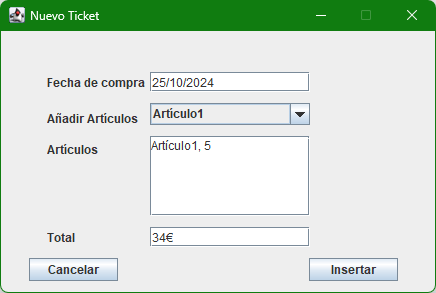 Nuevo Ticket
Fecha de compra 25/10/2024
Añadir Artículos Artículo1
Artículos Artículo1, 5
Total 34€
Cancelar Insertar